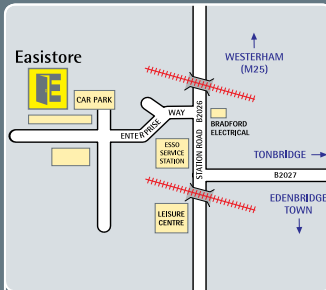 WESTERHAM
(M25)
Easistore
E
CAR PARK
ENTERPRISE WAY
B2026
BRADFORD
ELECTRICAL
ESSO
SERVICE
STATION
STATION ROAD
TONBRIDGE
B2027
EDENBRIDGE
TOWN
LEISURE
CENTRE